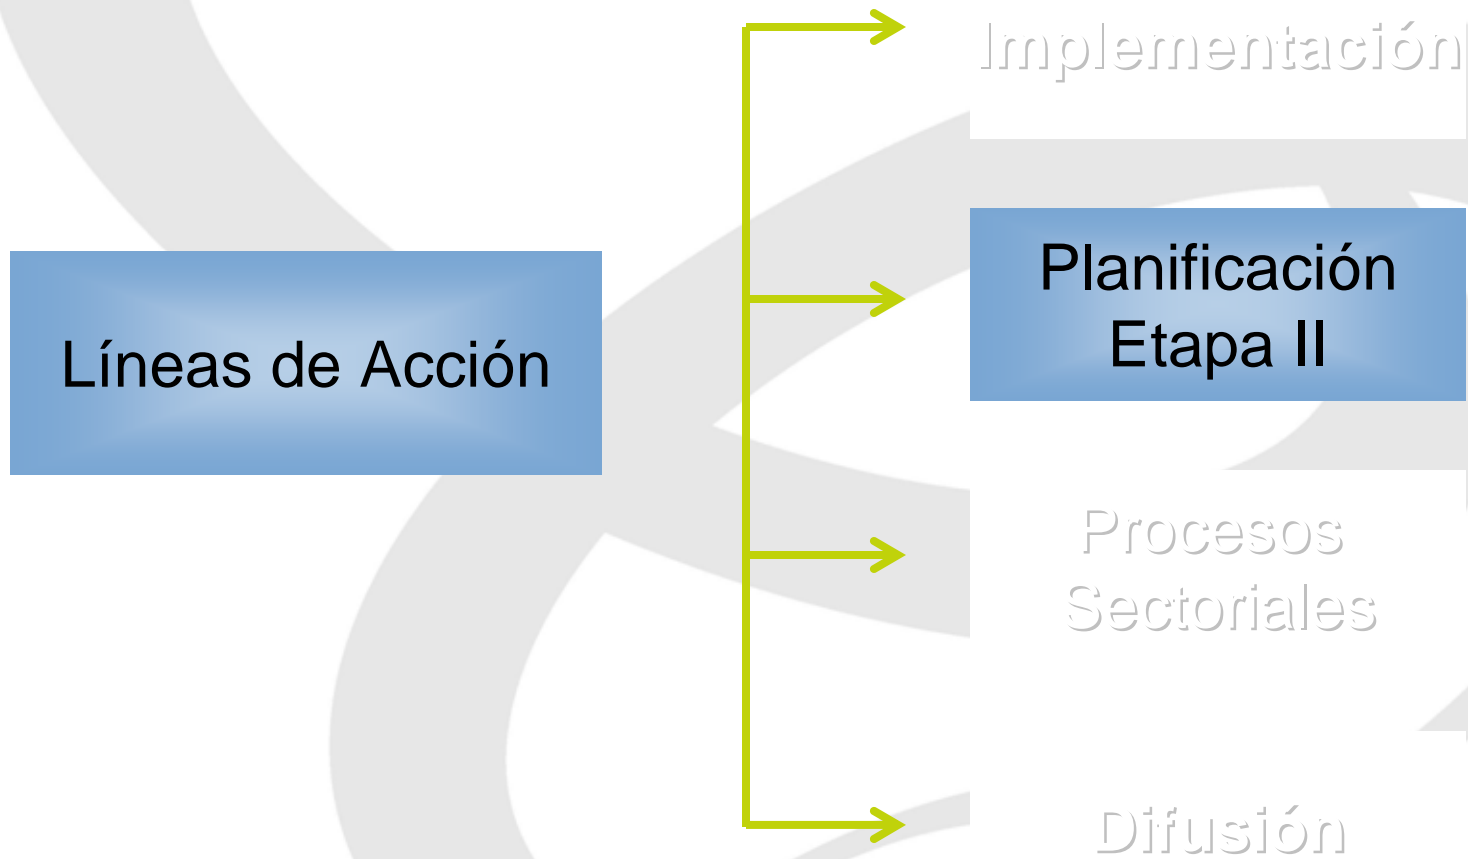 Implementación
Planificación
Etapa II
Líneas de Acción
Procesos
Sectoriales
Difusión